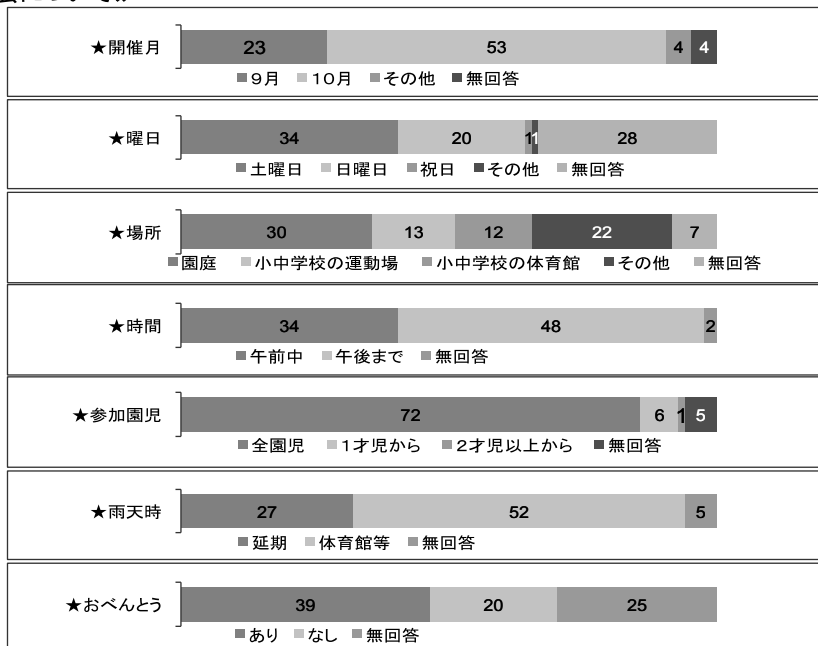 ★開催月 23 53 4 4
■9月 ■10月 ■その他 ■無回答
★曜日 34 20 1 1 28
■土曜日 ■日曜日 ■祝日 ■その他 ■無回答
★場所 30 13 12 22 7
■園庭 ■小中学校の運動場 ■小中学校の体育館 ■その他 ■無回答
★時間 34 48 2
■午前中 ■午後まで ■無回答
★参加園児 72 6 1 5
■全園児 ■1才児から ■2才児以上から ■無回答
★雨天時 27 52 5
■延期 ■体育館等 ■無回答
★おべんとう 39 20 25
■あり ■なし ■無回答